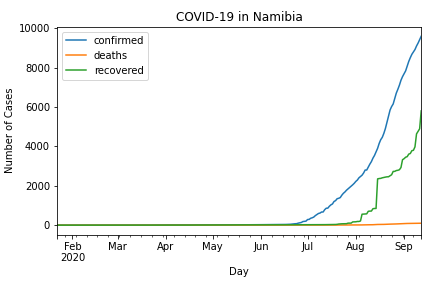 COVID-19 in Namibia
confirmed
deaths
recovered
Number of Cases
10000
8000
6000
4000
2000
0
Feb Mar Apr May Jun Jul Aug Sep
2020
Day